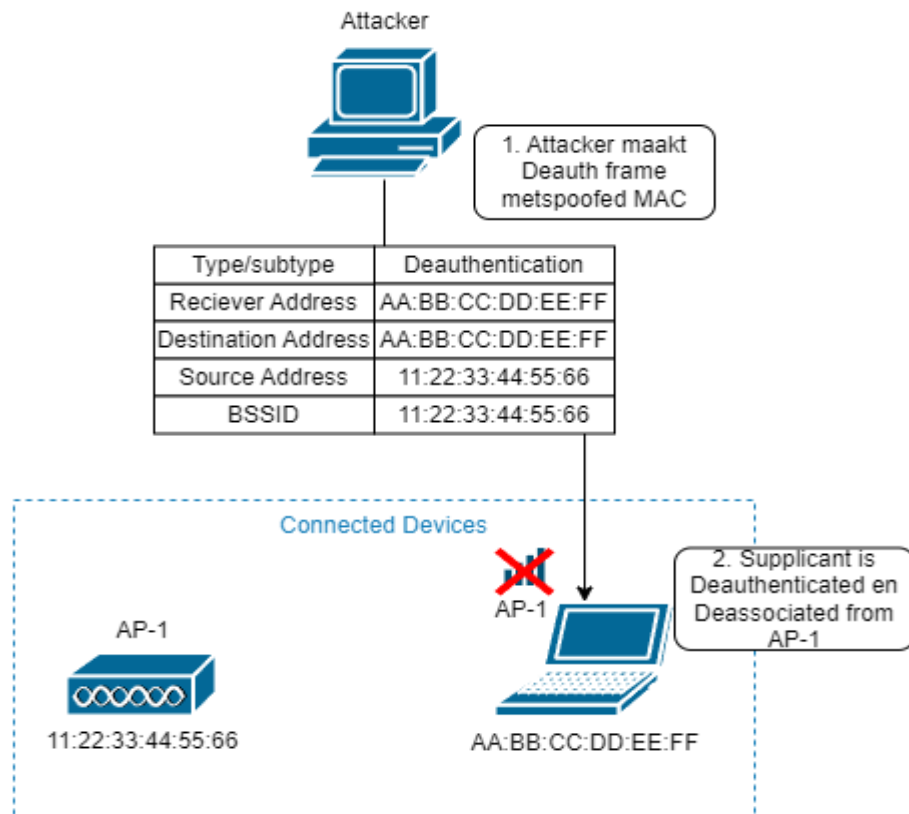 Attacker
1. Attacker maakt
Deauth frame
metspoofed MAC
Type/subtype Deauthentication
Reciever Address AA:BB:CC:DD:EE:FF
Destination Address AA:BB:CC:DD:EE:FF
Source Address 11:22:33:44:55:66
BSSID 11:22:33:44:55:66
Connected Devices
AP-1
2. Supplicant is
Deauthenticated en
Deassociated from
AP-1
AP-1
11:22:33:44:55:66
AA:BB:CC:DD:EE:FF